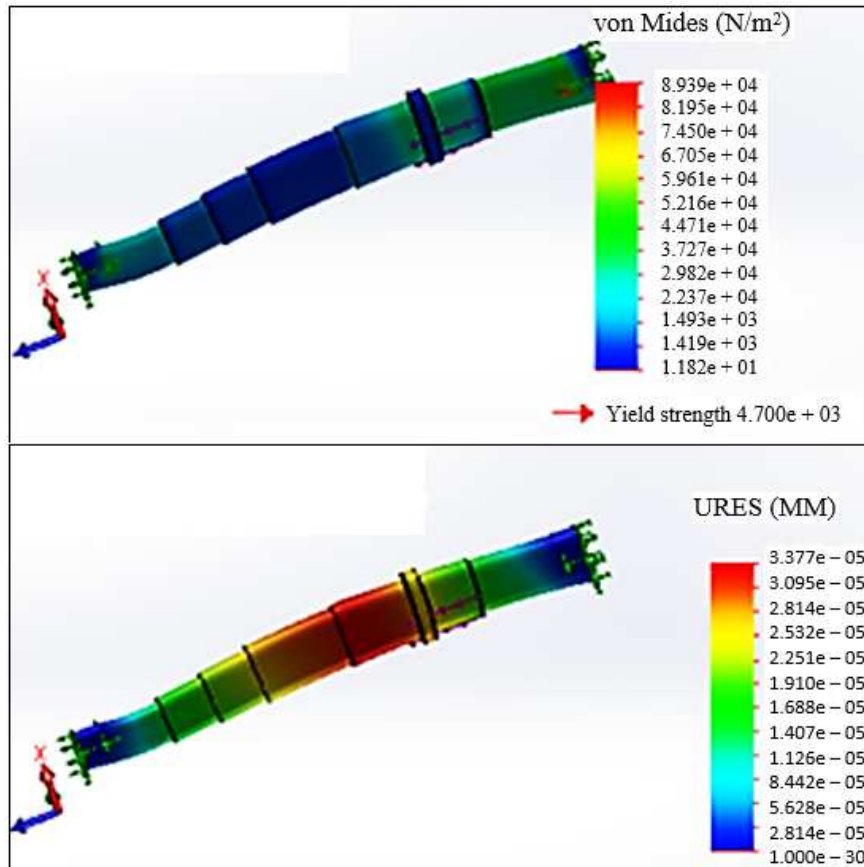 von Mides (N/m²)
8.939e + 04
8.195e + 04
7.450e + 04
6.705e + 04
5.961e + 04
5.216e + 04
4.471e + 04
3.727e + 04
2.982e + 04
2.237e + 04
1.493e + 03
1.419e + 03
1.182e + 01
Yield strength 4.700e + 03
X
URES (MM)
3.377e – 05
3.095e – 05
2.814e – 05
2.532e – 05
2.251e – 05
1.910e – 05
1.688e – 05
1.407e – 05
1.126e – 05
8.442e – 05
5.628e – 05
2.814e – 05
1.000e – 30
X